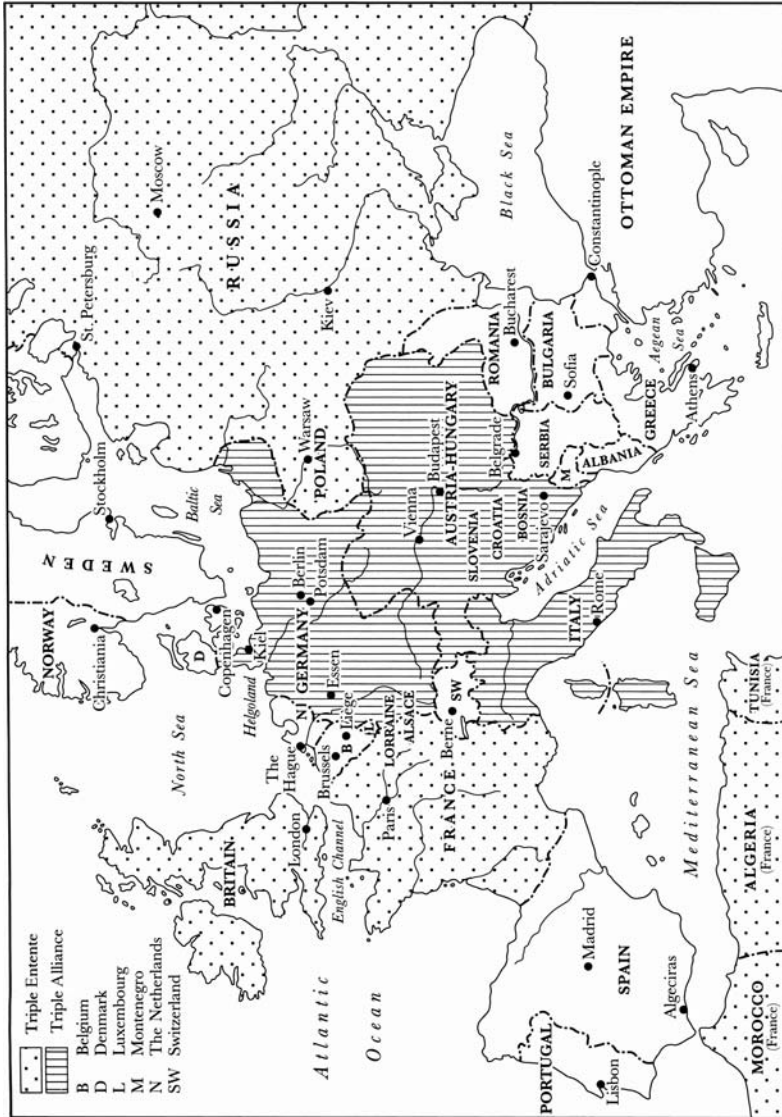 Triple Entente
Triple Alliance
B Belgium
D Denmark
L Luxembourg
M Montenegro
N The Netherlands
SW Switzerland
NORWAY
Christiania
SWEDEN
Stockholm
St. Petersburg
Moscow
RUSSIA
North Sea
D
Copenhagen
Baltic
Sea
Helgoland
Kiel
BRITAIN
London
English Channel
The
Hague
N
Brussels
B
Liège
L
Essen
GERMANY
Berlin
Potsdam
Warsaw
POLAND
Kiev
Atlantic
Ocean
Paris
LORRAINE
ALSACE
FRANCE
Berne
SW
Vienna
Budapest
AUSTRIA-HUNGARY
SLOVENIA
CROATIA
BOSNIA
Sarajevo
Adriatic Sea
Belgrade
SERBIA
M
ALBANIA
ROMANIA
Bucharest
BULGARIA
Sofia
Black Sea
Constantinople
OTTOMAN EMPIRE
GREECE
Aegean
Sea
Athens
ITALY
Rome
PORTUGAL
Lisbon
Madrid
SPAIN
Algeciras
Mediterranean Sea
MOROCCO
(France)
ALGERIA
(France)
TUNISIA
(France)